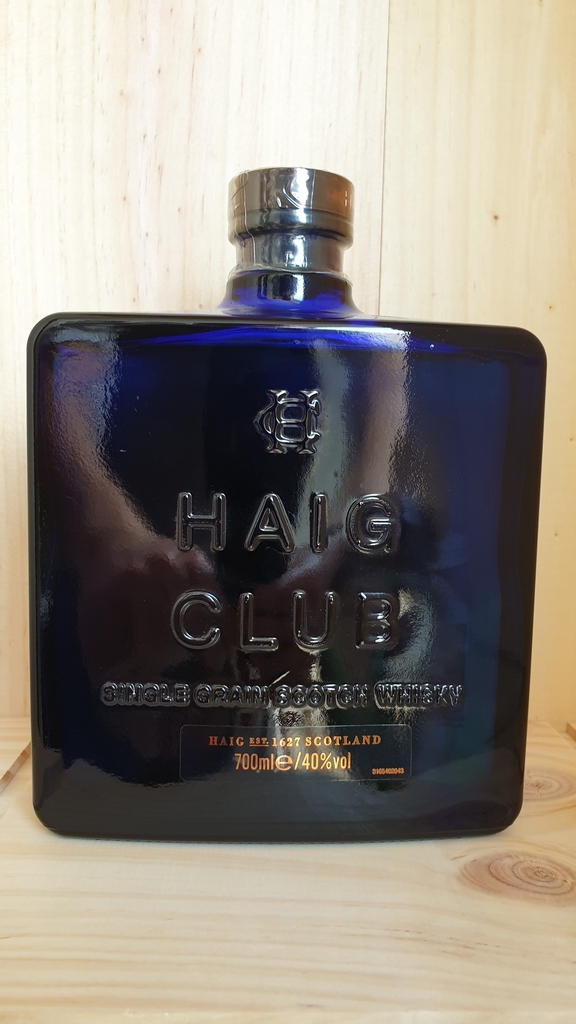 HAIG
CLUB
SINGLE GRAIN SCOTCH WHISKY
HAIG EST. 1627 SCOTLAND
700ml℮/40%vol